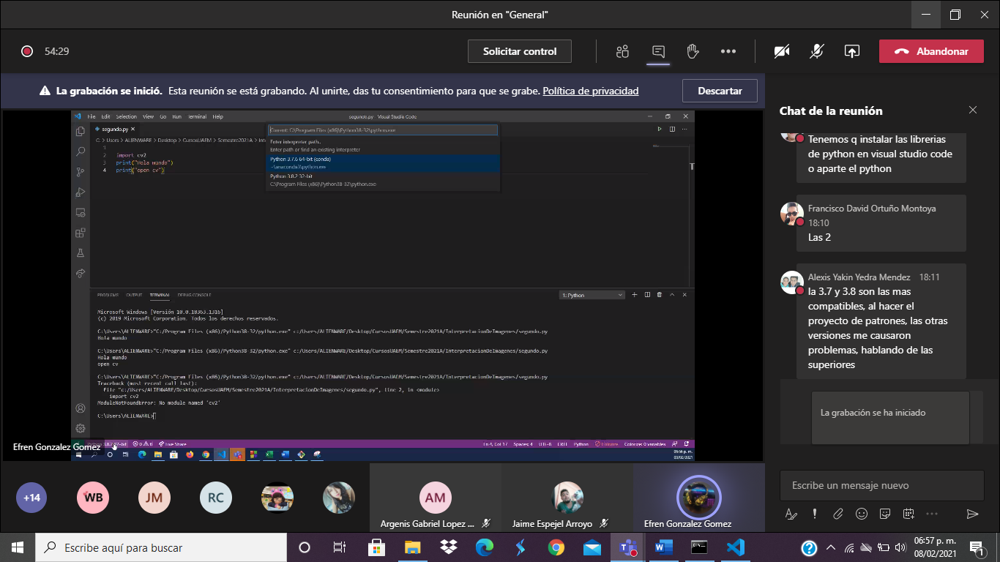 Reunión en "General"
54:29
Solicitar control
Abandonar
La grabación se inició. Esta reunión se está grabando. Al unirte, das tu consentimiento para que se grabe. Política de privacidad
Descartar
File Edit Selection View Go Run Terminal Help
segundo.py - Visual Studio Code
segundo.py
C: > Users > ALIENWARE > Desktop > CursosUAEM > Semestre2021A > Int
Current: C:\Program Files (x86)\Python38-32\python.exe
Enter interpreter path..
Enter path or find an existing interpreter
Python 3.7.6 64-bit (conda)
~\anaconda3\python.exe
Python 3.8.2 32-bit
C:\Program Files (x86)\Python38-32\python.exe
1
2 import cv2
3 print("Hola mundo")
4 print("open cv")
PROBLEMS OUTPUT TERMINAL DEBUG CONSOLE
1: Python
Microsoft Windows [Versión 10.0.18363.1316]
(c) 2019 Microsoft Corporation. Todos los derechos reservados.
C:\Users\ALIENWARE>"C:/Program Files (x86)/Python38-32/python.exe" c:/Users/ALIENWARE/Desktop/CursosUAEM/Semestre2021A/InterpretacionDeImagenes/segundo.py
Hola mundo
C:\Users\ALIENWARE>"C:/Program Files (x86)/Python38-32/python.exe" c:/Users/ALIENWARE/Desktop/CursosUAEM/Semestre2021A/InterpretacionDeImagenes/segundo.py
Hola mundo
open cv
C:\Users\ALIENWARE>"C:/Program Files (x86)/Python38-32/python.exe" c:/Users/ALIENWARE/Desktop/CursosUAEM/Semestre2021A/InterpretacionDeImagenes/segundo.py
Traceback (most recent call last):
File "c:/Users/ALIENWARE/Desktop/CursosUAEM/Semestre2021A/InterpretacionDeImagenes/segundo.py", line 2, in <module>
import cv2
ModuleNotFoundError: No module named 'cv2'
C:\Users\ALIENWARE>
Efren Gonzalez Gomez
0 0 Live Share
Ln 4, Col 17 Spaces: 4 UTF-8 CRLF Python Colorize Colorize: 0 variables
06:56 p. m.
08/02/2021
+14
WB
JM
RC
AM
Argenis Gabriel Lopez ...
Jaime Espejel Arroyo
Efren Gonzalez Gomez
Chat de la reunión
Tenemos q instalar las librerias
de python en visual studio code
o aparte el python
Francisco David Ortuño Montoya
18:10
Las 2
Alexis Yakin Yedra Mendez 18:11
la 3.7 y 3.8 son las mas
compatibles, al hacer el
proyecto de patrones, las otras
versiones me causaron
problemas, hablando de las
superiores
La grabación se ha iniciado
Escribe un mensaje nuevo
Escribe aquí para buscar
06:57 p. m.
08/02/2021
1